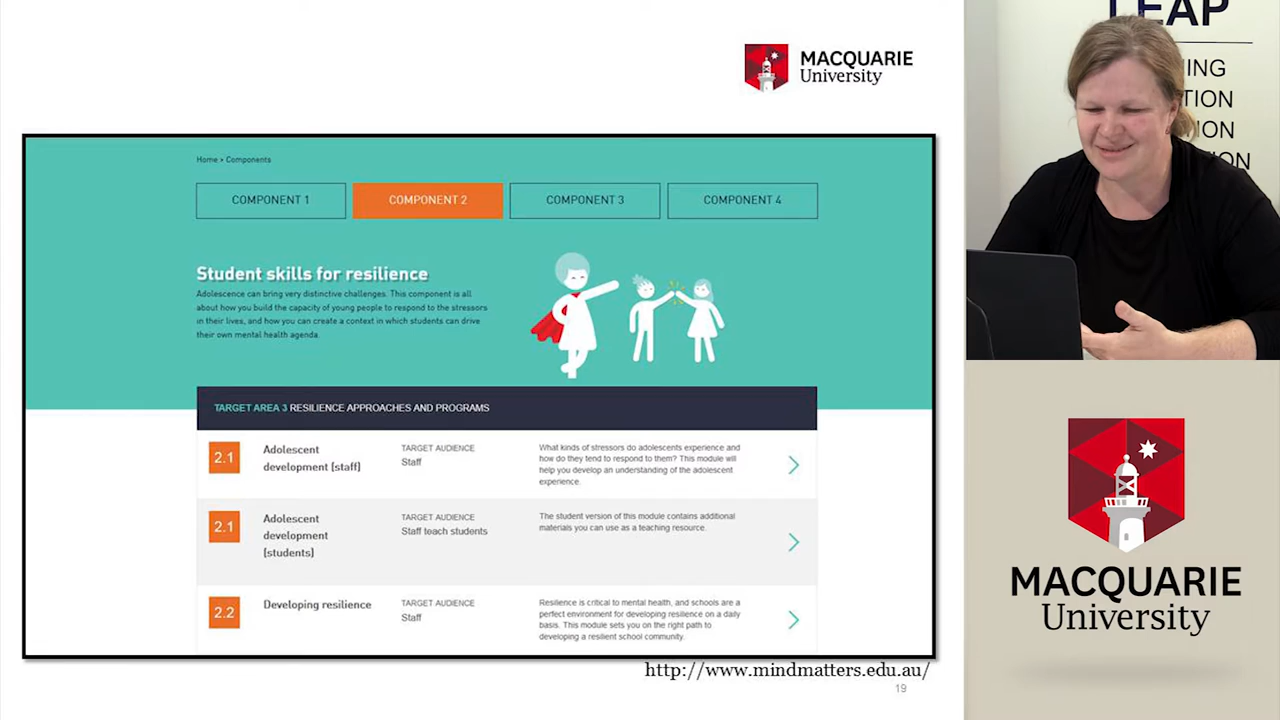 MACQUARIE
University
Home > Components
COMPONENT 1
COMPONENT 2
COMPONENT 3
COMPONENT 4
Student skills for resilience
Adolescence can bring very distinctive challenges. This component is all
about how you build the capacity of young people to respond to the stressors
in their lives, and how you can create a context in which students can drive
their own mental health agenda.
TARGET AREA 3 RESILIENCE APPROACHES AND PROGRAMS
2.1
Adolescent
development (staff)
TARGET AUDIENCE
Staff
What kinds of stressors do adolescents experience and
how do they tend to respond to them? This module will
help you develop an understanding of the adolescent
experience.
2.1
Adolescent
development
(students)
TARGET AUDIENCE
Staff teach students
The student version of this module contains additional
materials you can use as a teaching resource.
2.2
Developing resilience
TARGET AUDIENCE
Staff
Resilience is critical to mental health, and schools are a
perfect environment for developing resilience on a daily
basis. This module sets you on the right path to
developing a resilient school community.
http://www.mindmatters.edu.au/
19
LEAP
MACQUARIE
University